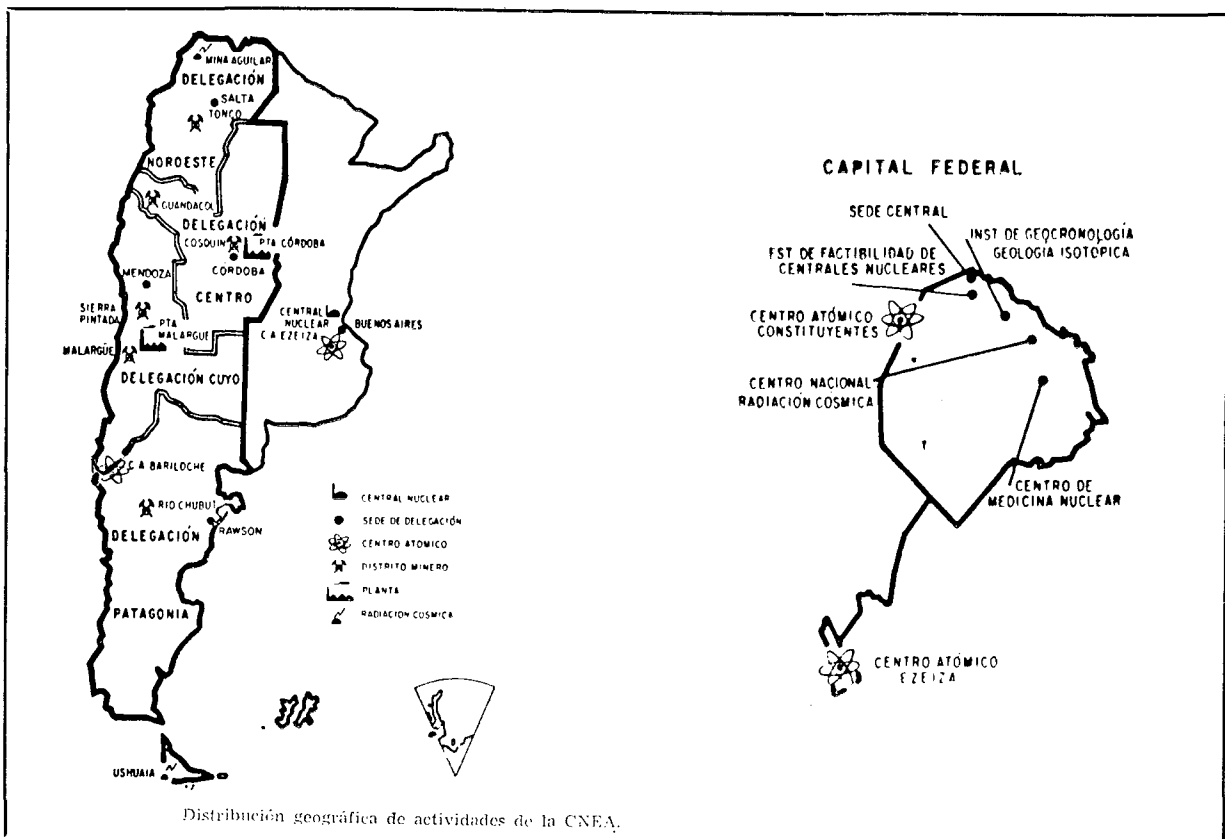 MINA AGUILAR
DELEGACIÓN
SALTA
TONCO
NOROESTE
GUANDACOL
DELEGACIÓN
COSQUIN
PTA CÓRDOBA
CÓRDOBA
MENDOZA
CENTRO
SIERRA
PINTADA
PTA
MALARGUE
CENTRAL
NUCLEAR
BUENOS AIRES
C.A EZEIZA
MALARGÜE
DELEGACIÓN CUYO
C.A BARILOCHE
RIO CHUBUT
RAWSON
DELEGACIÓN
PATAGONIA
USHUAIA
CENTRAL NUCLEAR
SEDE DE DELEGACIÓN
CENTRO ATOMICO
DISTRITO MINERO
PLANTA
RADIACION COSMICA
CAPITAL FEDERAL
SEDE CENTRAL
INST DE GEOCRONOLOGÍA
GEOLOGÍA ISOTÓPICA
EST DE FACTIBILIDAD DE
CENTRALES NUCLEARES
CENTRO ATÓMICO
CONSTITUYENTES
CENTRO NACIONAL
RADIACIÓN CÓSMICA
CENTRO DE
MEDICINA NUCLEAR
CENTRO ATÓMICO
EZEIZA
Distribución geográfica de actividades de la CNEA.